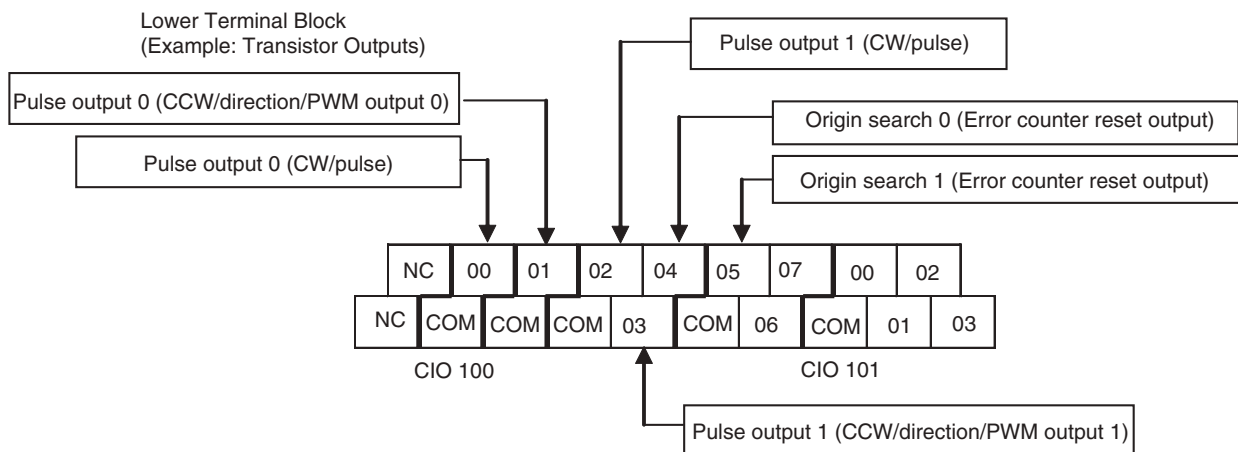 Lower Terminal Block
(Example: Transistor Outputs)
Pulse output 1 (CW/pulse)
Pulse output 0 (CCW/direction/PWM output 0)
Origin search 0 (Error counter reset output)
Pulse output 0 (CW/pulse)
Origin search 1 (Error counter reset output)
NC 00 01 02 04 05 07 00 02
NC COM COM COM 03 COM 06 COM 01 03
CIO 100 CIO 101
Pulse output 1 (CCW/direction/PWM output 1)